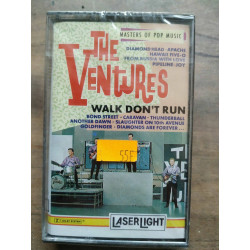 MASTERS OF POP MUSIC
DIAMOND HEAD · APACHE
HAWAII FIVE-O
FROM RUSSIA WITH LOVE
PIPELINE · JOY
THE
VENTURES
WALK DON'T RUN
BOND STREET · CARAVAN · THUNDERBALL
ANOTHER DAWN · SLAUGHTER ON 10th AVENUE
GOLDFINGER · DIAMONDS ARE FOREVER ...
55F
LASERLIGHT